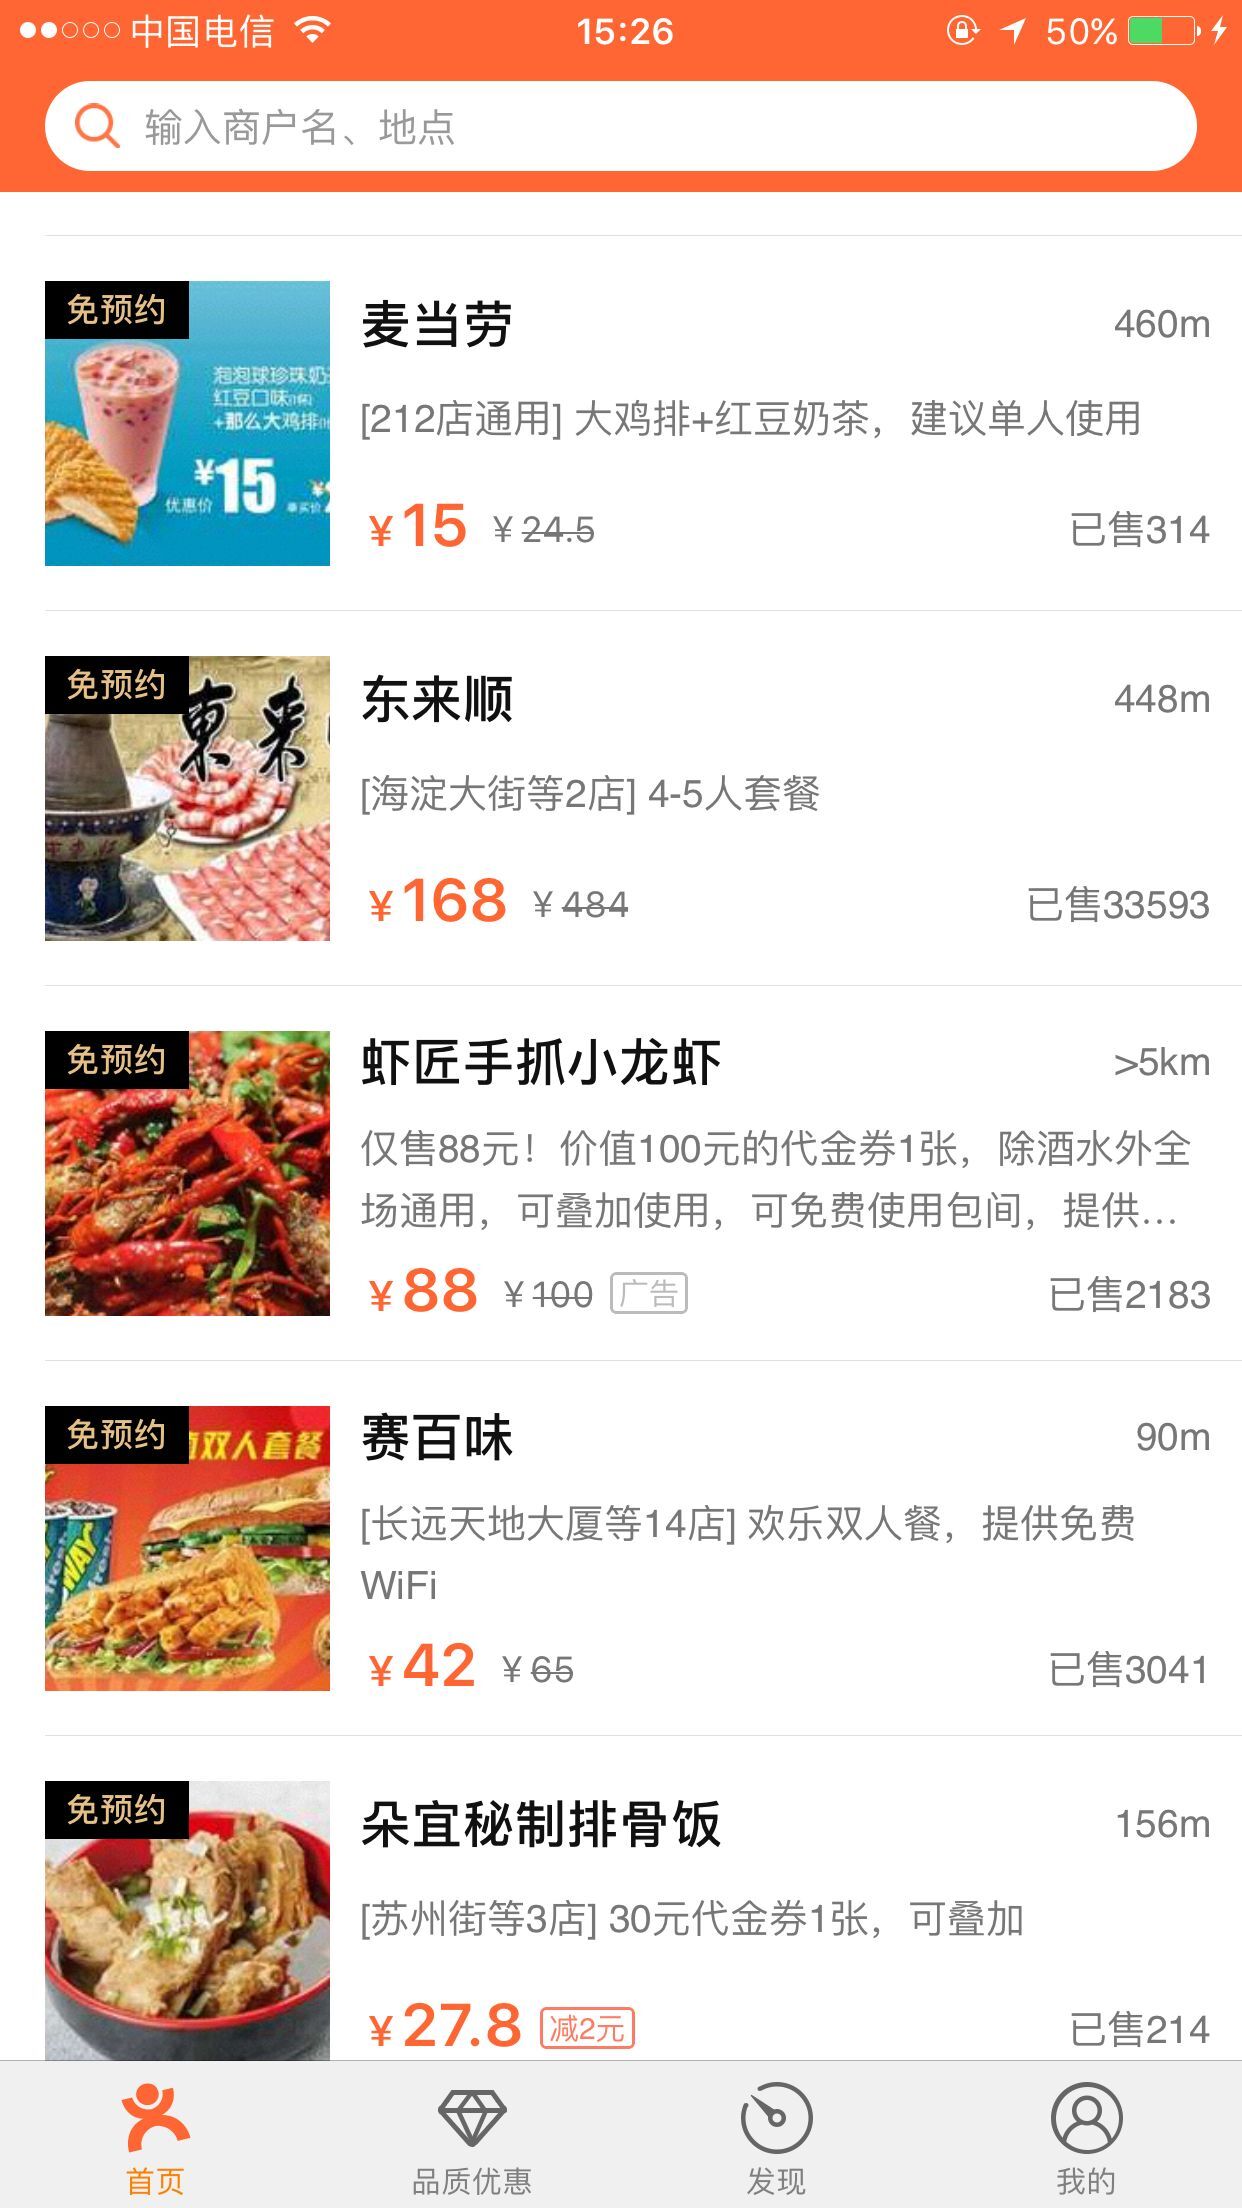 中国电信
15:26
50%
输入商户名、地点
免预约
泡泡球珍珠奶
红豆口味
+那么大鸡排
优惠价 ¥15
麦当劳
460m
[212店通用] 大鸡排+红豆奶茶，建议单人使用
¥15 ¥24.5
已售314
免预约
東来
东来顺
448m
[海淀大街等2店] 4-5人套餐
¥168 ¥484
已售33593
免预约
虾匠手抓小龙虾
>5km
仅售88元！价值100元的代金券1张，除酒水外全
场通用，可叠加使用，可免费使用包间，提供...
¥88 ¥100 广告
已售2183
免预约
双人套餐
WAY
赛百味
90m
[长远天地大厦等14店] 欢乐双人餐，提供免费
WiFi
¥42 ¥65
已售3041
免预约
朵宜秘制排骨饭
156m
[苏州街等3店] 30元代金券1张，可叠加
¥27.8 减2元
已售214
首页
品质优惠
发现
我的